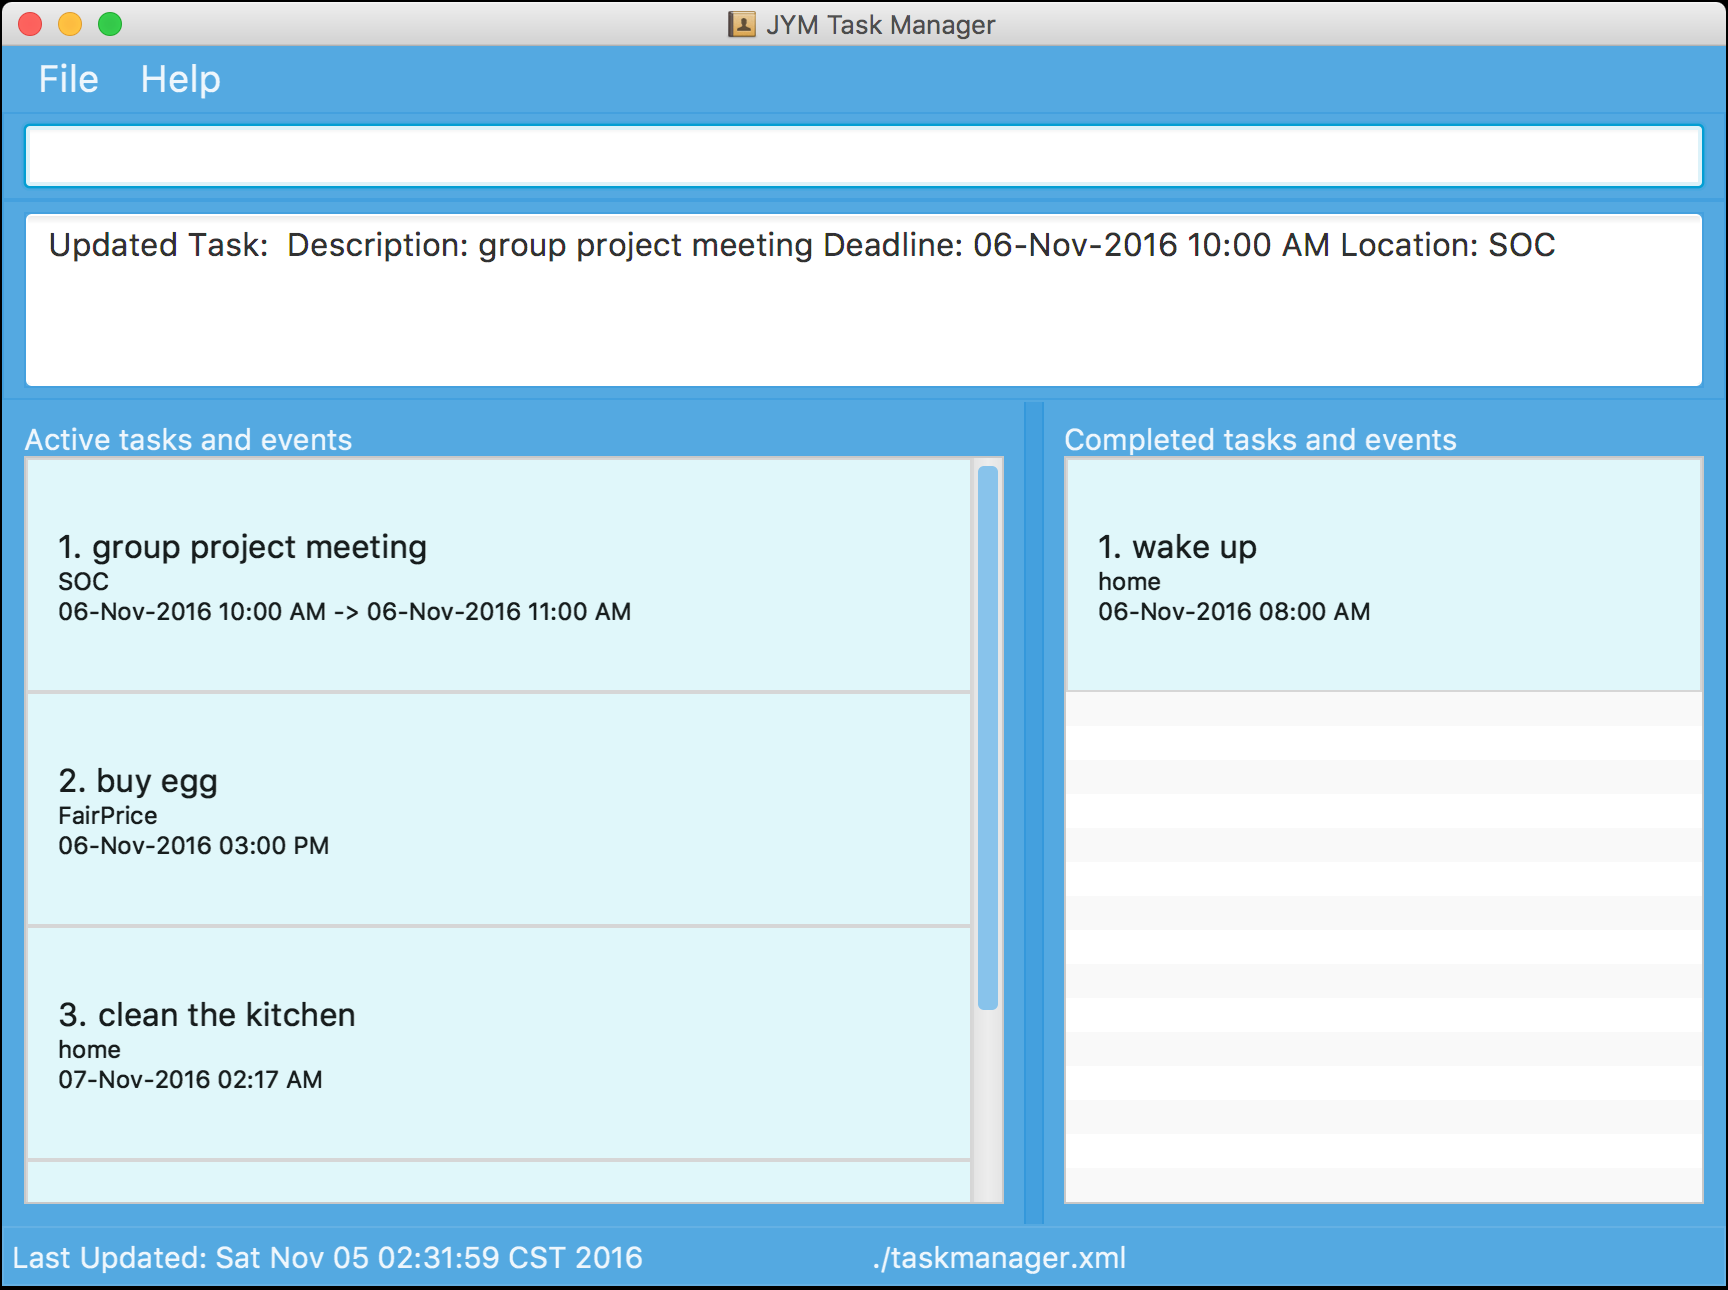 JYM Task Manager
File Help
Updated Task:  Description: group project meeting Deadline: 06-Nov-2016 10:00 AM Location: SOC
Active tasks and events
1. group project meeting
SOC
06-Nov-2016 10:00 AM -> 06-Nov-2016 11:00 AM
2. buy egg
FairPrice
06-Nov-2016 03:00 PM
3. clean the kitchen
home
07-Nov-2016 02:17 AM
Completed tasks and events
1. wake up
home
06-Nov-2016 08:00 AM
Last Updated: Sat Nov 05 02:31:59 CST 2016
./taskmanager.xml